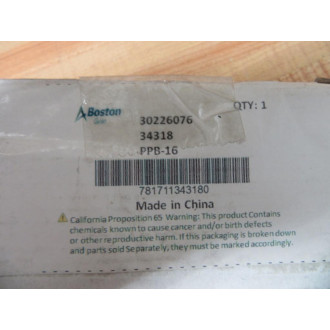 Boston
Gear
QTY: 1
30226076
34318
-PPB-16
781711343180
Made in China
California Proposition 65 Warning: This product Contains
chemicals known to cause cancer and/or birth defects
or other reproductive harm. If this packaging is broken down
and parts sold Separately, they must be marked accordingly.